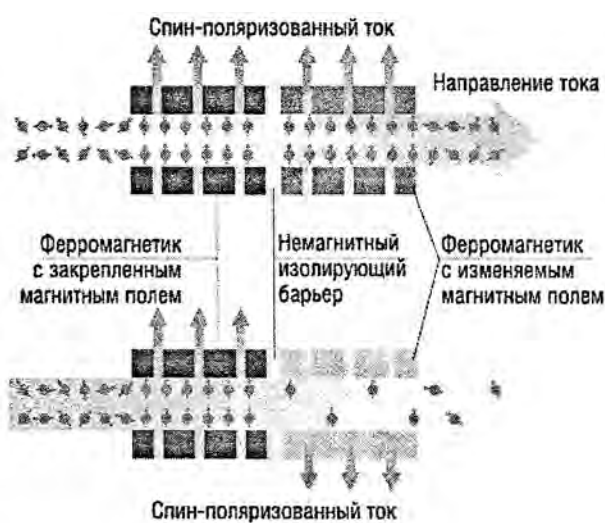 Спин-поляризованный ток
Направление тока
Ферромагнетик
с закрепленным
магнитным полем
Немагнитный
изолирующий
барьер
Ферромагнетик
с изменяемым
магнитным полем
Спин-поляризованный ток